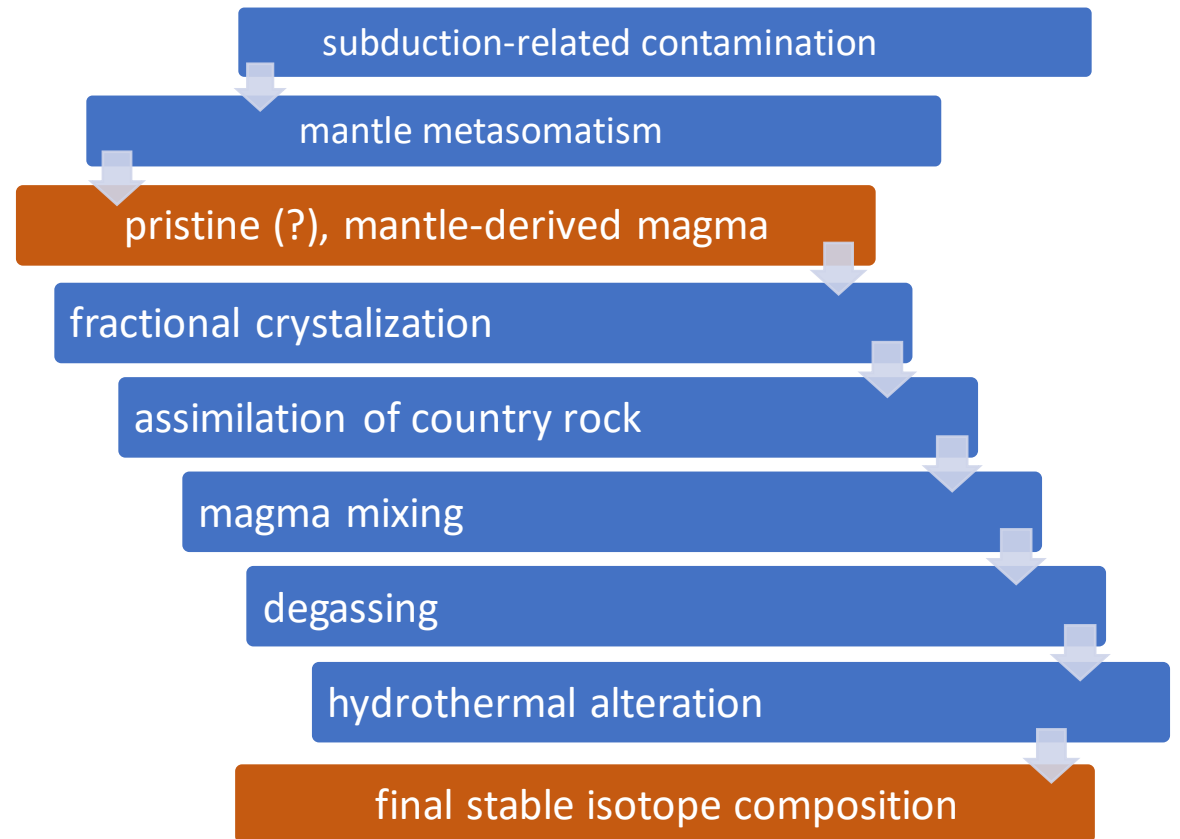 subduction-related contamination
mantle metasomatism
pristine (?), mantle-derived magma
fractional crystalization
assimilation of country rock
magma mixing
degassing
hydrothermal alteration
final stable isotope composition